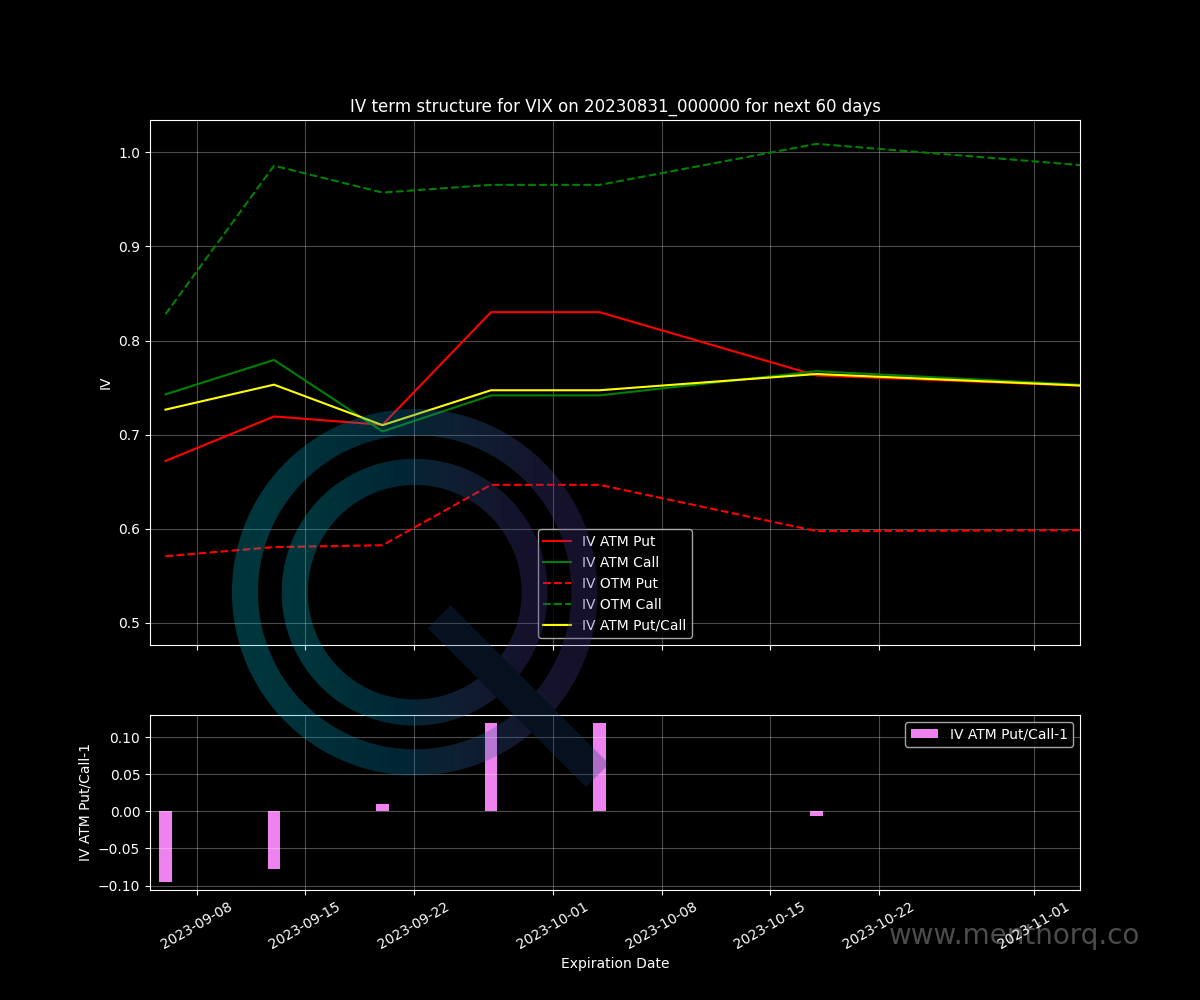 IV term structure for VIX on 20230831_000000 for next 60 days
1.0
0.9
0.8
0.7
0.6
0.5
IV
IV ATM Put
IV ATM Call
IV OTM Put
IV OTM Call
IV ATM Put/Call
0.10
0.05
0.00
−0.05
−0.10
IV ATM Put/Call-1
IV ATM Put/Call-1
2023-09-08
2023-09-15
2023-09-22
2023-10-01
2023-10-08
2023-10-15
2023-10-22
2023-11-01
Expiration Date
www.menthorq.co